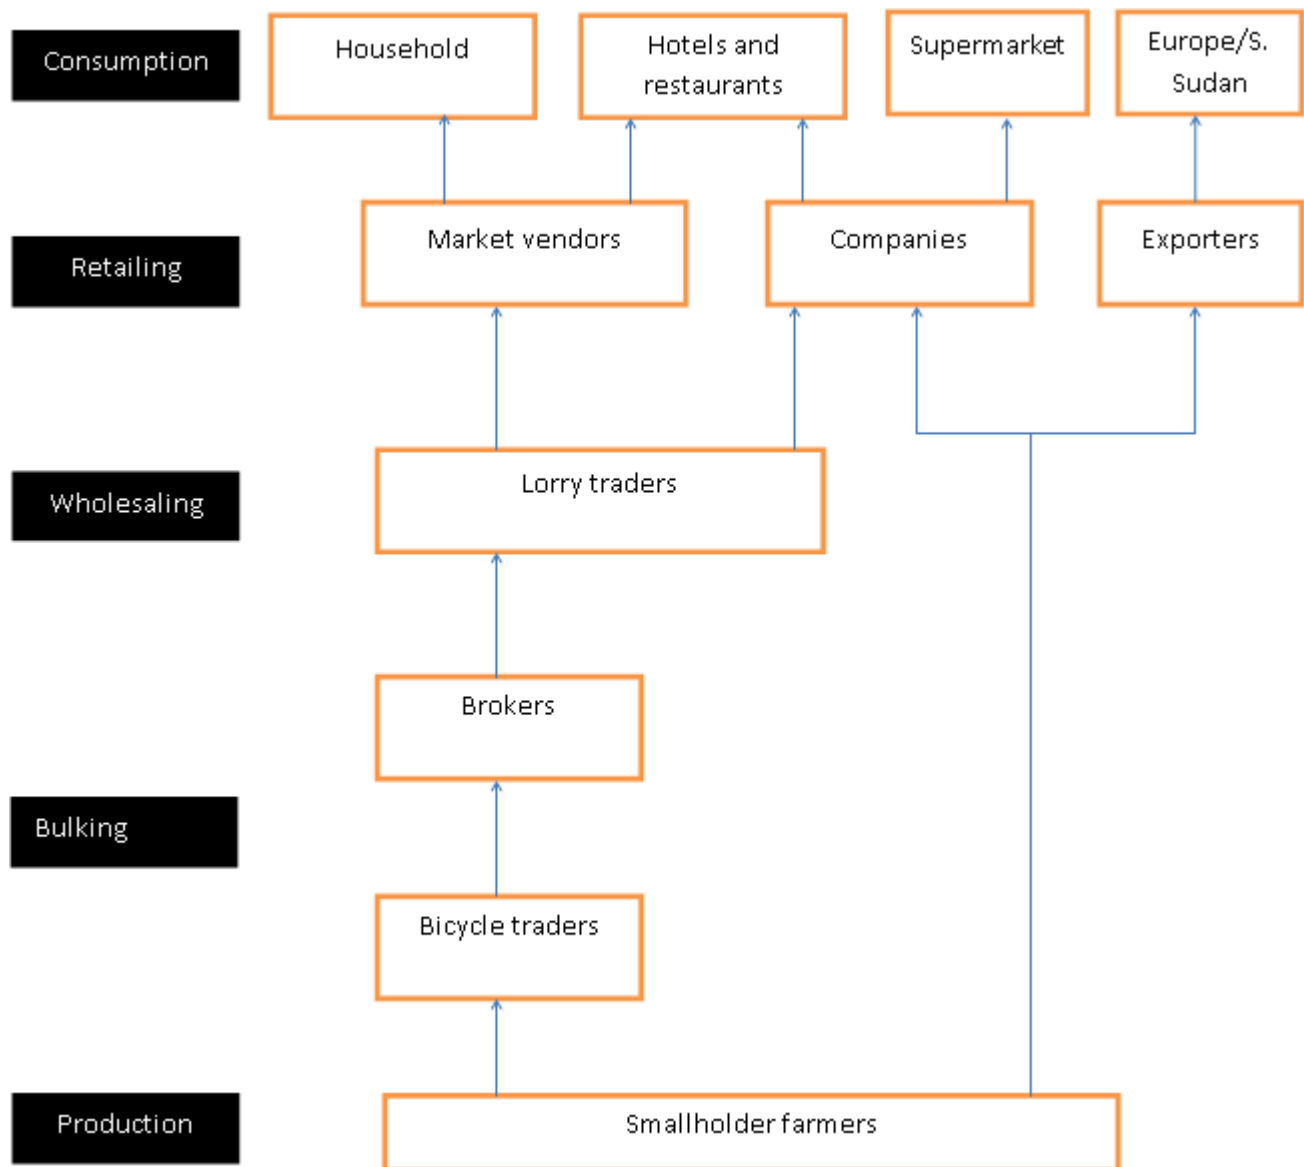 Consumption
Household
Hotels and
restaurants
Supermarket
Europe/S.
Sudan
Retailing
Market vendors
Companies
Exporters
Wholesaling
Lorry traders
Brokers
Bulking
Bicycle traders
Production
Smallholder farmers